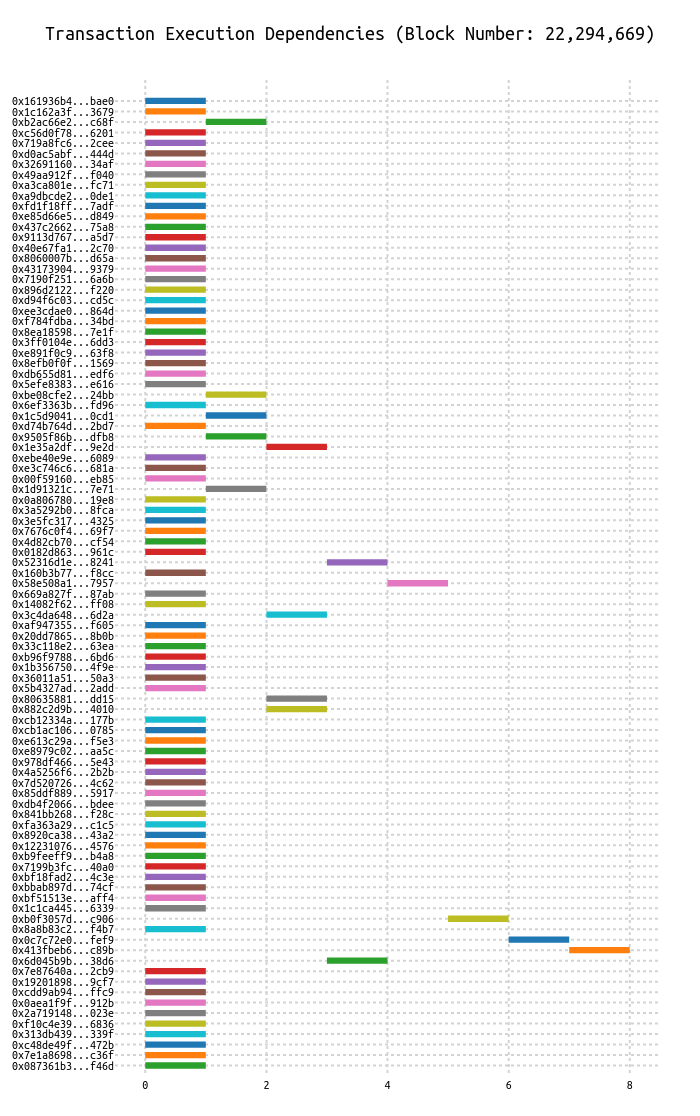 Transaction Execution Dependencies (Block Number: 22,294,669)
0x161936b4...bae0
0x1c162a3f...3679
0xb2ac66e2...c68f
0xc56d0f78...6201
0x719a8fc6...2cee
0xd0ac5abf...444d
0x32691160...34af
0x49aa912f...f040
0xa3ca801e...fc71
0xa9dbcde2...0de1
0xfd1f18ff...7adf
0xe85d66e5...d849
0x437c2662...75a8
0x9113d767...a5d7
0x40e67fa1...2c70
0x8060007b...d65a
0x43173904...9379
0x7190f251...6a6b
0x896d2122...f220
0xd94f6c03...cd5c
0xee3cdae0...864d
0xf784fdba...34bd
0x8ea18598...7e1f
0x3ff0104e...6dd3
0xe891f0c9...63f8
0x8efb0f0f...1569
0xdb655d81...edf6
0x5efe8383...e616
0xbe08cfe2...24bb
0x6ef3363b...fd96
0x1c5d9041...0cd1
0xd74b764d...2bd7
0x9505f86b...dfb8
0x1e35a2df...9e2d
0xebe40e9e...6089
0xe3c746c6...681a
0x00f59160...eb85
0x1d91321c...7e71
0x0a806780...19e8
0x3a5292b0...8fca
0x3e5fc317...4325
0x7676c0f4...69f7
0x4d82cb70...cf54
0x0182d863...961c
0x52316d1e...8241
0x160b3b77...f8cc
0x58e508a1...7957
0x669a827f...87ab
0x14082f62...ff08
0x3c4da648...6d2a
0xaf947355...f605
0x20dd7865...8b0b
0x33c118e2...63ea
0xb96f9788...6bd6
0x1b356750...4f9e
0x36011a51...50a3
0x5b4327ad...2add
0x80635881...dd15
0x882c2d9b...4010
0xcb12334a...177b
0xcb1ac106...0785
0xe613c29a...f5e3
0xe8979c02...aa5c
0x978df466...5e43
0x4a5256f6...2b2b
0x7d520726...4c62
0x85ddf889...5917
0xdb4f2066...bdee
0x841bb268...f28c
0xfa363a29...c1c5
0x8920ca38...43a2
0x12231076...4576
0xb9feeff9...b4a8
0x7199b3fc...40a0
0xbf18fad2...4c3e
0xbbab897d...74cf
0xbf51513e...aff4
0x1c1ca445...6339
0xb0f3057d...c906
0x8a8b83c2...f4b7
0x0c7c72e0...fef9
0x413fbeb6...c89b
0x6d045b9b...38d6
0x7e87640a...2cb9
0x19201898...9cf7
0xcdd9ab94...ffc9
0x0aea1f9f...912b
0x2a719148...023e
0xf10c4e39...6836
0x313db439...339f
0xc48de49f...472b
0x7e1a8698...c36f
0x087361b3...f46d
0 2 4 6 8